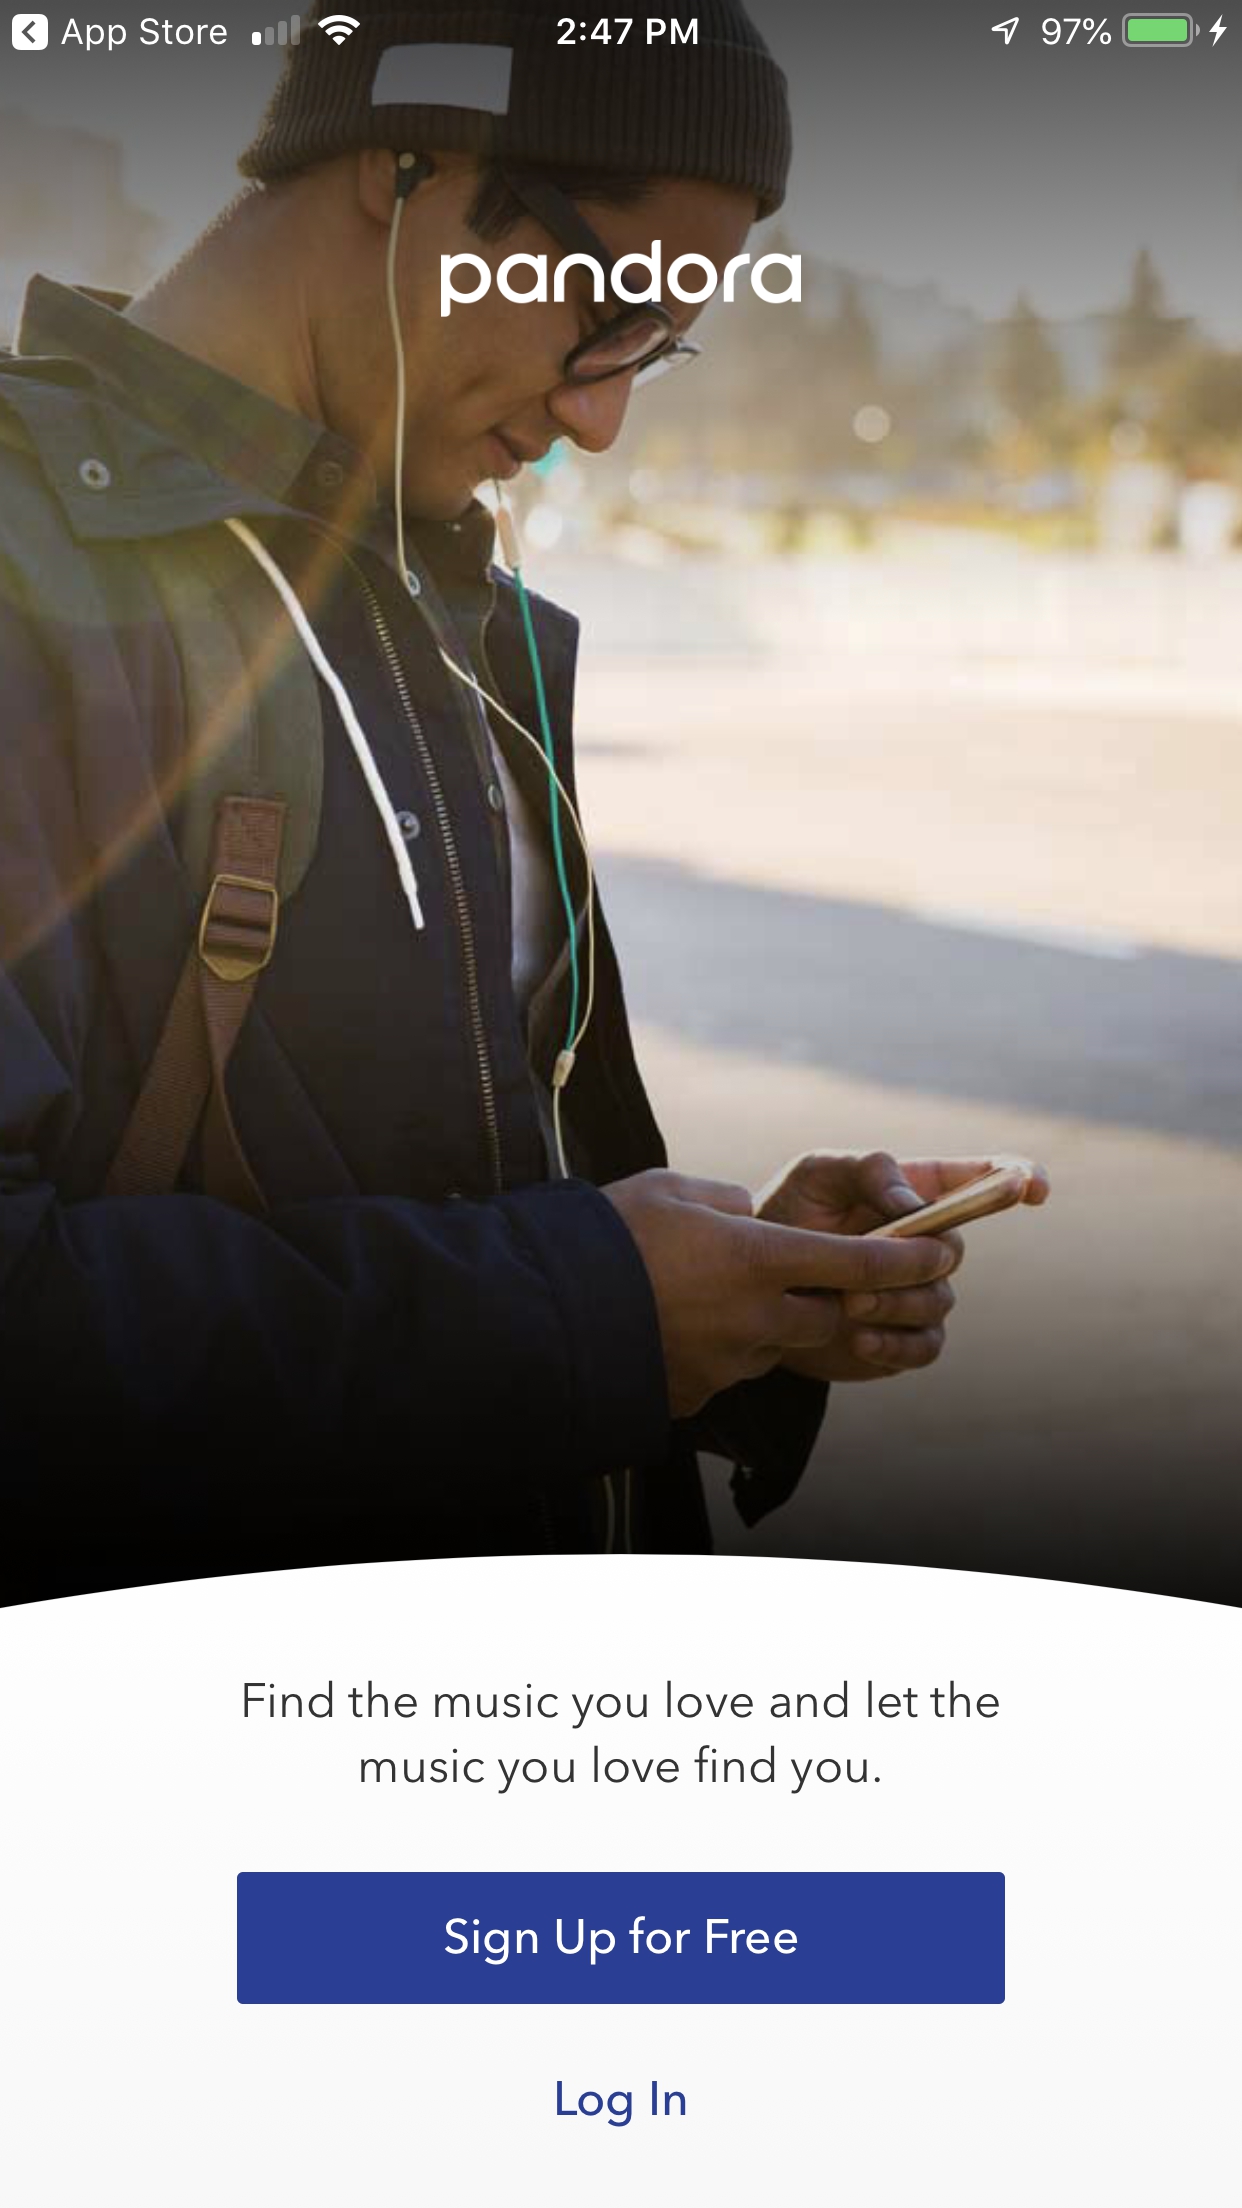 App Store
2:47 PM
97%
pandora
Find the music you love and let the
music you love find you.
Sign Up for Free
Log In